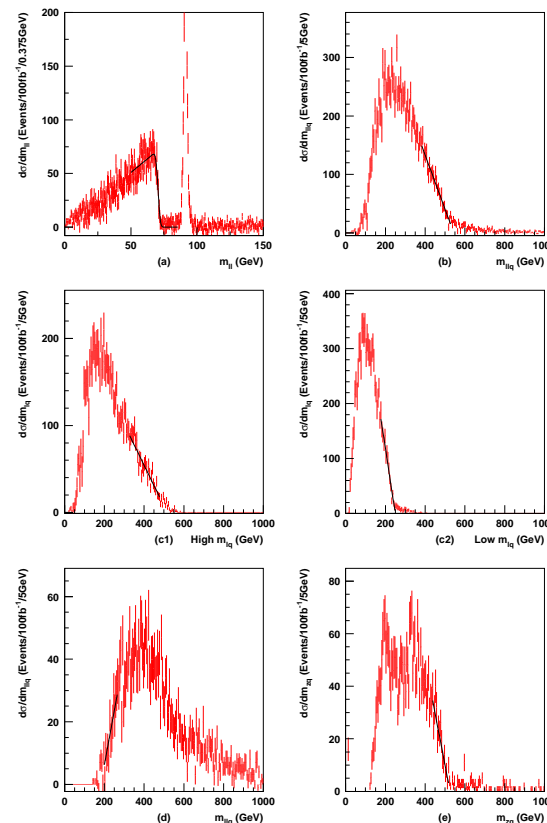 dσ/dm_ll (Events/100fb⁻¹/0.375GeV)
200
150
100
50
0
0 50 100 150
(a) m_ll (GeV)
dσ/dm_llq (Events/100fb⁻¹/5GeV)
400
300
200
100
0
0 200 400 600 800 1000
(b) m_llq (GeV)
dσ/dm_lq (Events/100fb⁻¹/5GeV)
200
100
0
0 200 400 600 800 1000
(c1) High m_lq (GeV)
dσ/dm_lq (Events/100fb⁻¹/5GeV)
400
300
200
100
0
0 200 400 600 800 1000
(c2) Low m_lq (GeV)
dσ/dm_llq (Events/100fb⁻¹/5GeV)
60
40
20
0
0 200 400 600 800 1000
(d) m_llq (GeV)
dσ/dm_zq (Events/100fb⁻¹/5GeV)
80
60
40
20
0
0 200 400 600 800 1000
(e) m_zq (GeV)